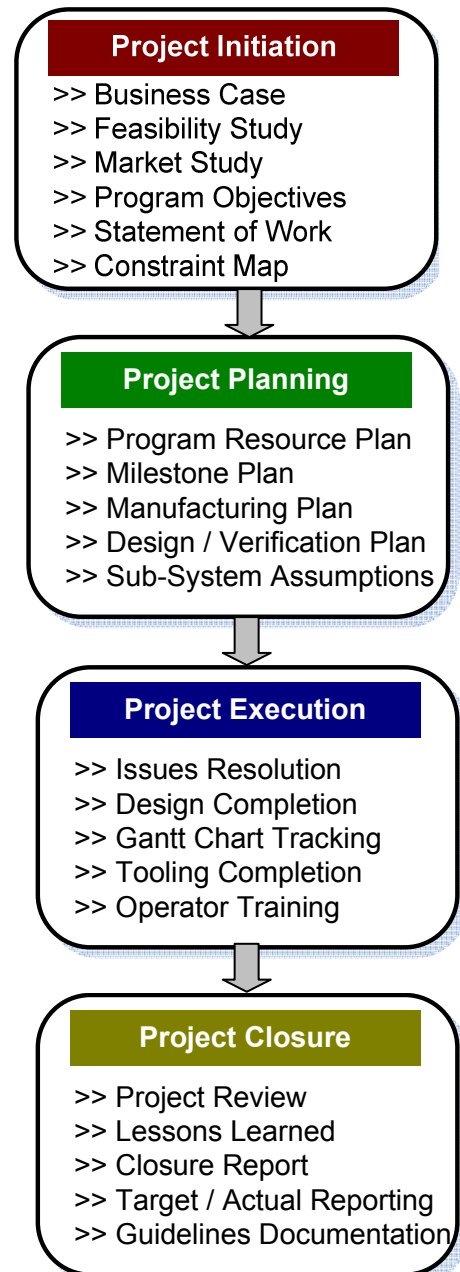 Project Initiation
>> Business Case
>> Feasibility Study
>> Market Study
>> Program Objectives
>> Statement of Work
>> Constraint Map
Project Planning
>> Program Resource Plan
>> Milestone Plan
>> Manufacturing Plan
>> Design / Verification Plan
>> Sub-System Assumptions
Project Execution
>> Issues Resolution
>> Design Completion
>> Gantt Chart Tracking
>> Tooling Completion
>> Operator Training
Project Closure
>> Project Review
>> Lessons Learned
>> Closure Report
>> Target / Actual Reporting
>> Guidelines Documentation